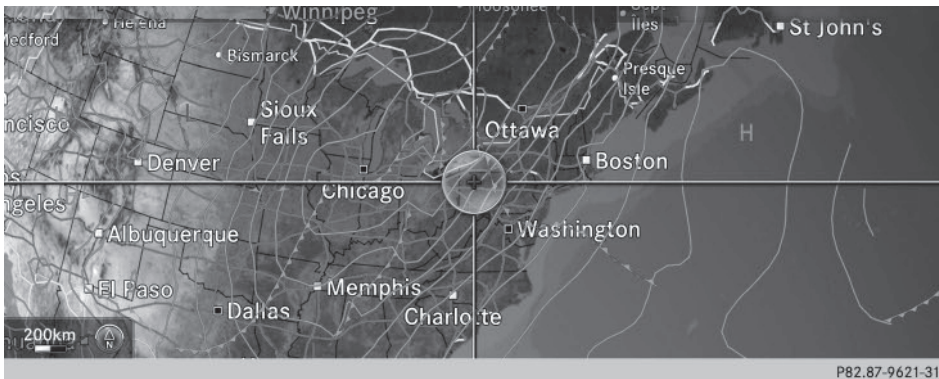 Winnipeg
Helena
St John's
Medford
Bismarck
Presque
Isle
Sioux
Falls
Ottawa
Denver
Chicago
Boston
Albuquerque
Washington
El Paso
Memphis
Dallas
Charlotte
H
200km
N
P82.87-9621-31